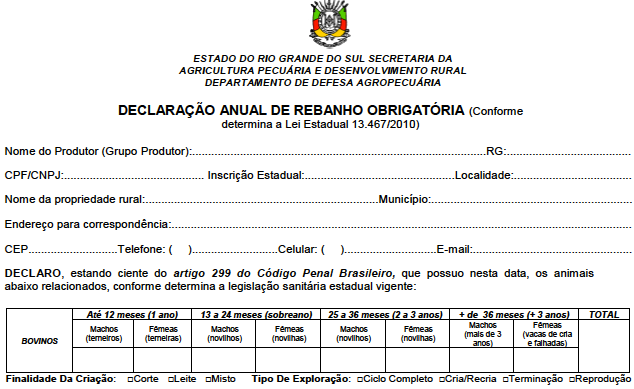 ESTADO DO RIO GRANDE DO SUL SECRETARIA DA
AGRICULTURA PECUÁRIA E DESENVOLVIMENTO RURAL
DEPARTAMENTO DE DEFESA AGROPECUÁRIA
DECLARAÇÃO ANUAL DE REBANHO OBRIGATÓRIA (Conforme
determina a Lei Estadual 13.467/2010)
Nome do Produtor (Grupo Produtor):.......................................................................................RG:.....................................
CPF/CNPJ:.......................................... Inscrição Estadual:..............................................Localidade:...................................
Nome da propriedade rural:.....................................................................Município:...........................................................
Endereço para correspondência:..........................................................................................................................................
CEP...........................Telefone: ( )..........................Celular: ( )...........................E-mail:...............................................
DECLARO, estando ciente do artigo 299 do Código Penal Brasileiro, que possuo nesta data, os animais
abaixo relacionados, conforme determina a legislação sanitária estadual vigente:
BOVINOS Até 12 meses (1 ano) 13 a 24 meses (sobreano) 25 a 36 meses (2 a 3 anos) + de 36 meses (+ 3 anos) TOTAL
Machos (terneiros) Fêmeas (terneiras) Machos (novilhos) Fêmeas (novilhas) Machos (novilhos) Fêmeas (novilhas) Machos (mais de 3 anos) Fêmeas (vacas de cria e falhadas)
Finalidade Da Criação: □Corte □Leite □Misto Tipo De Exploração: □Ciclo Completo □Cria/Recria □Terminação □Reprodução